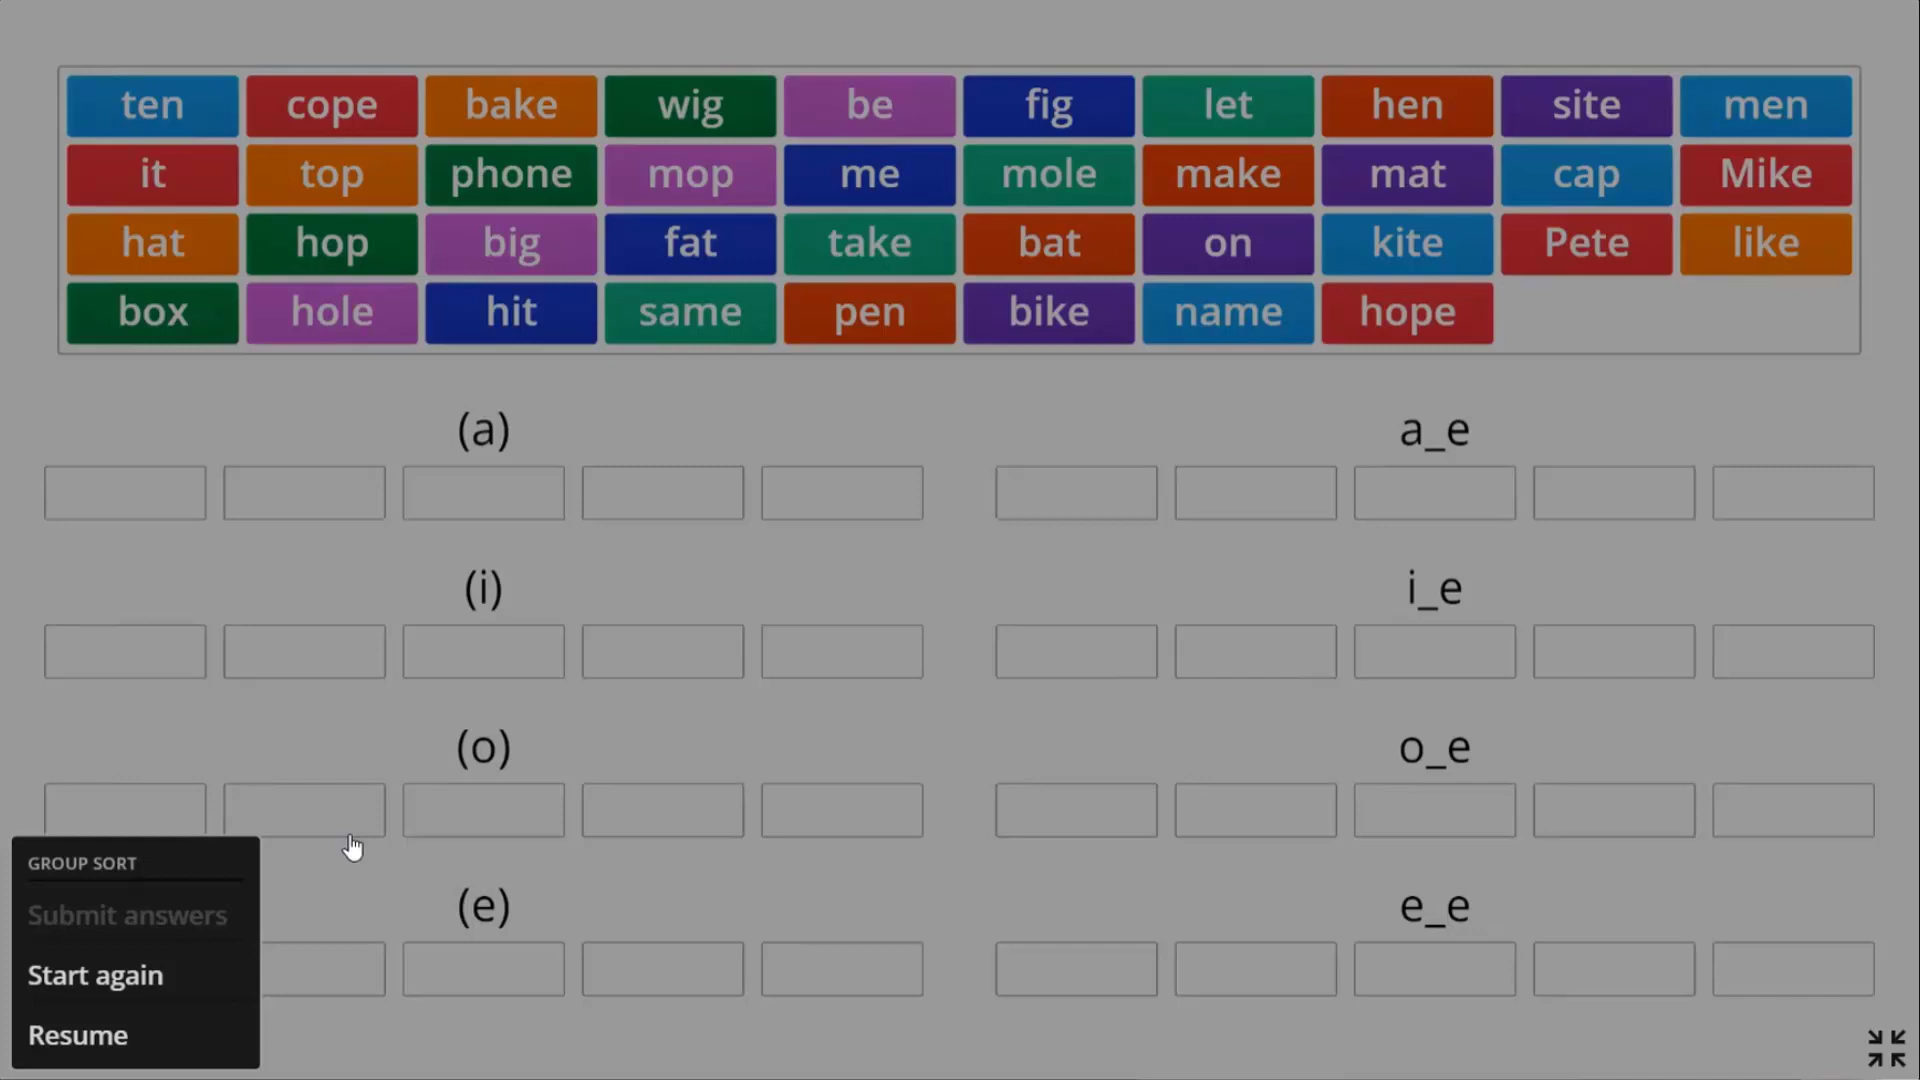 ten cope bake wig be fig let hen site men
it top phone mop me mole make mat cap Mike
hat hop big fat take bat on kite Pete like
box hole hit same pen bike name hope
(a) a_e
(i) i_e
(o) o_e
(e) e_e
GROUP SORT
Submit answers
Start again
Resume